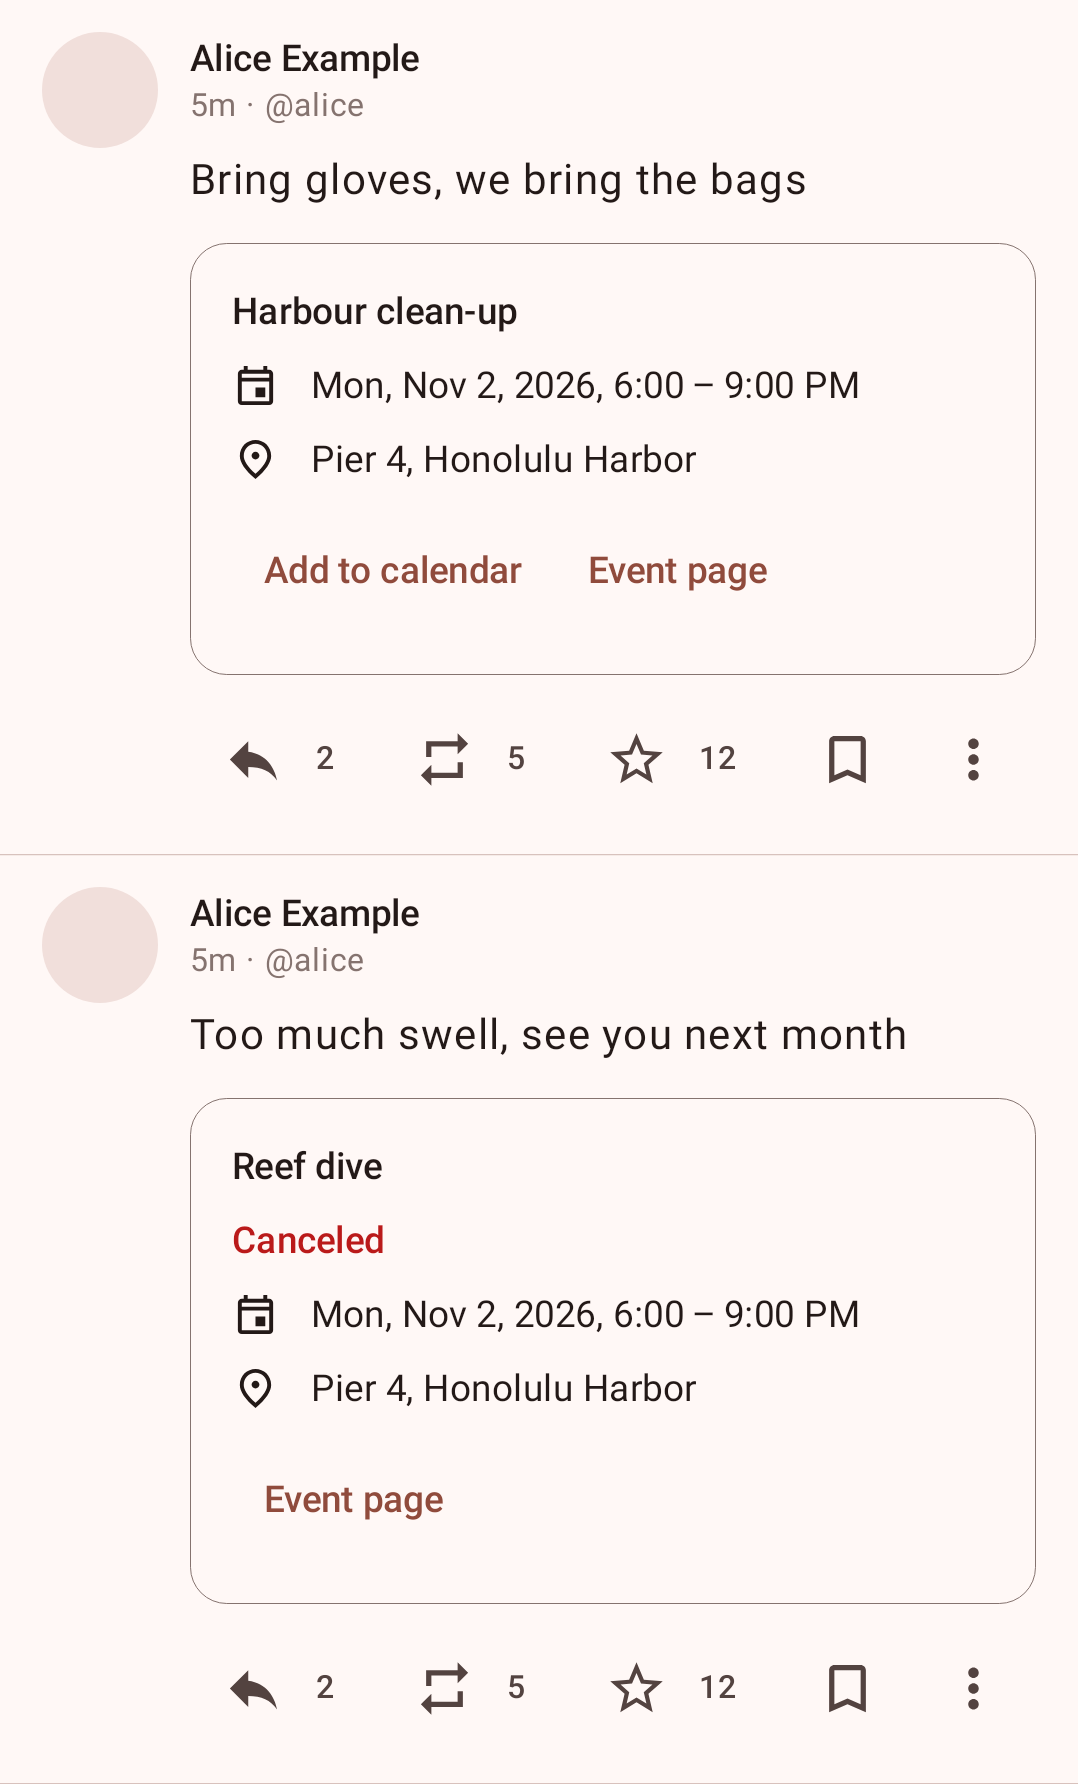 Alice Example
5m · @alice
Bring gloves, we bring the bags
Harbour clean-up
Mon, Nov 2, 2026, 6:00 – 9:00 PM
Pier 4, Honolulu Harbor
Add to calendar Event page
2 5 12
Alice Example
5m · @alice
Too much swell, see you next month
Reef dive
Canceled
Mon, Nov 2, 2026, 6:00 – 9:00 PM
Pier 4, Honolulu Harbor
Event page
2 5 12